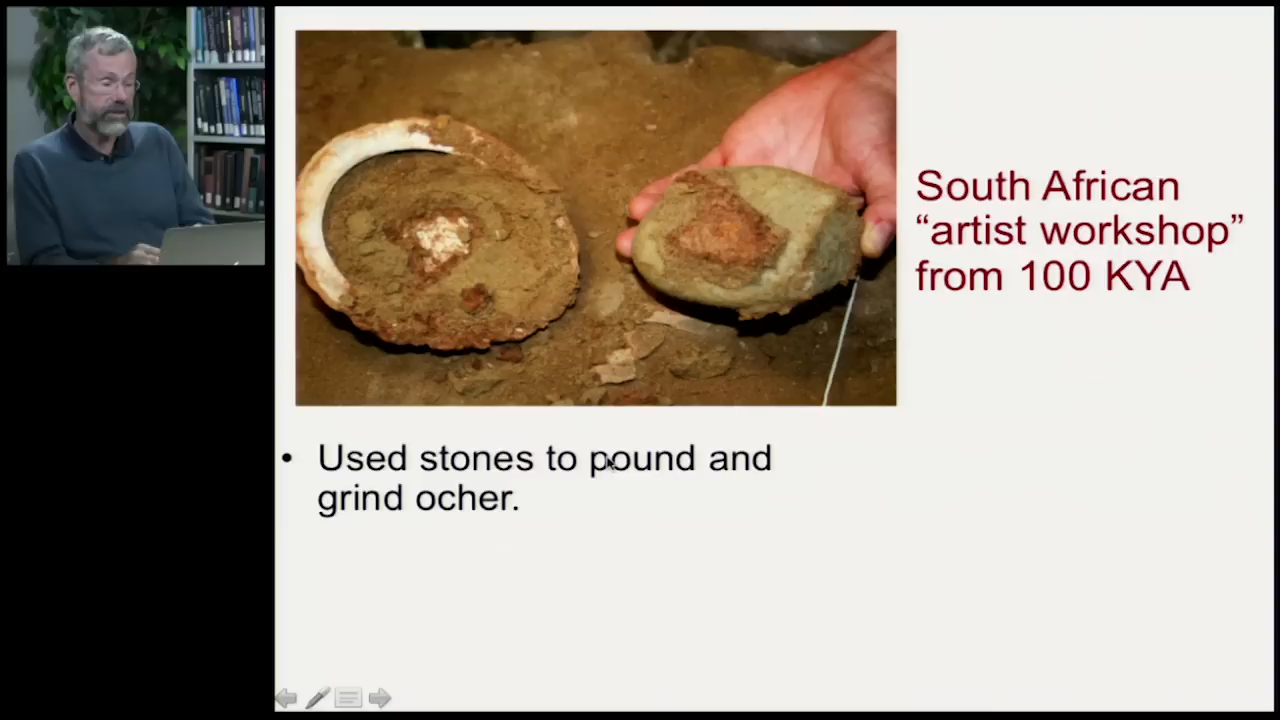 South African
“artist workshop”
from 100 KYA
• Used stones to pound and
grind ocher.